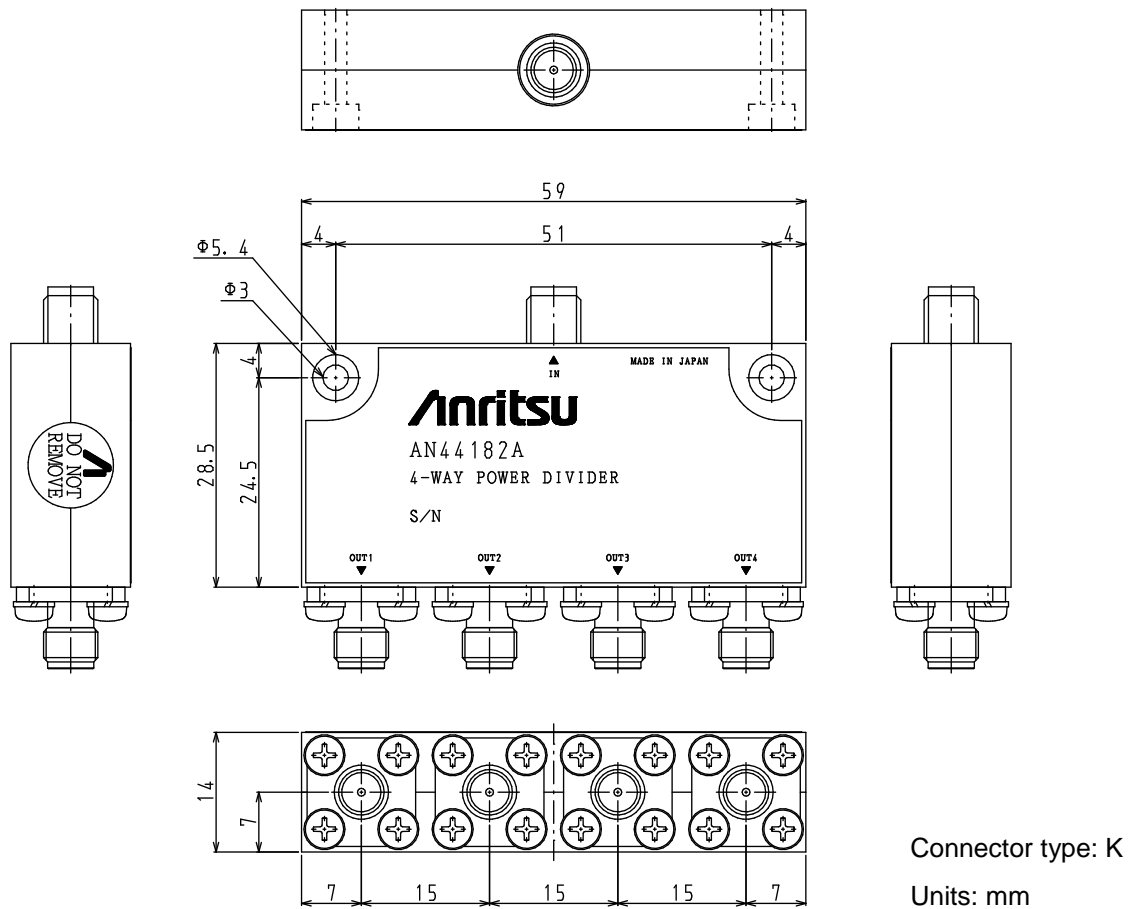 59
4
51
4
Φ5. 4
Φ3
4
28.5
24.5
IN
MADE IN JAPAN
Anritsu
AN44182A
4-WAY POWER DIVIDER
S/N
OUT1
OUT2
OUT3
OUT4
DO NOT
REMOVE
14
7
7
15
15
15
7
Connector type: K
Units: mm